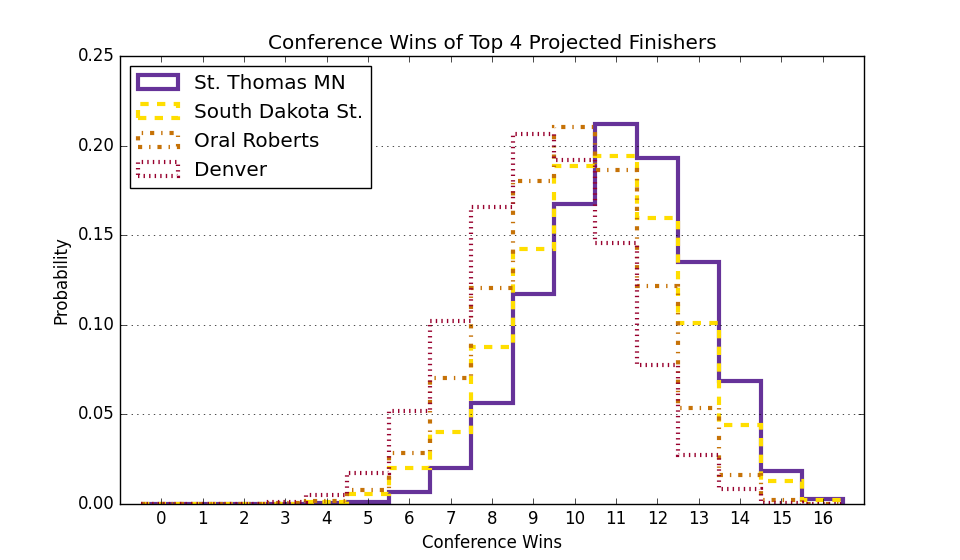 Conference Wins of Top 4 Projected Finishers
0.25
0.20
0.15
0.10
0.05
0.00
Probability
St. Thomas MN
South Dakota St.
Oral Roberts
Denver
0 1 2 3 4 5 6 7 8 9 10 11 12 13 14 15 16
Conference Wins